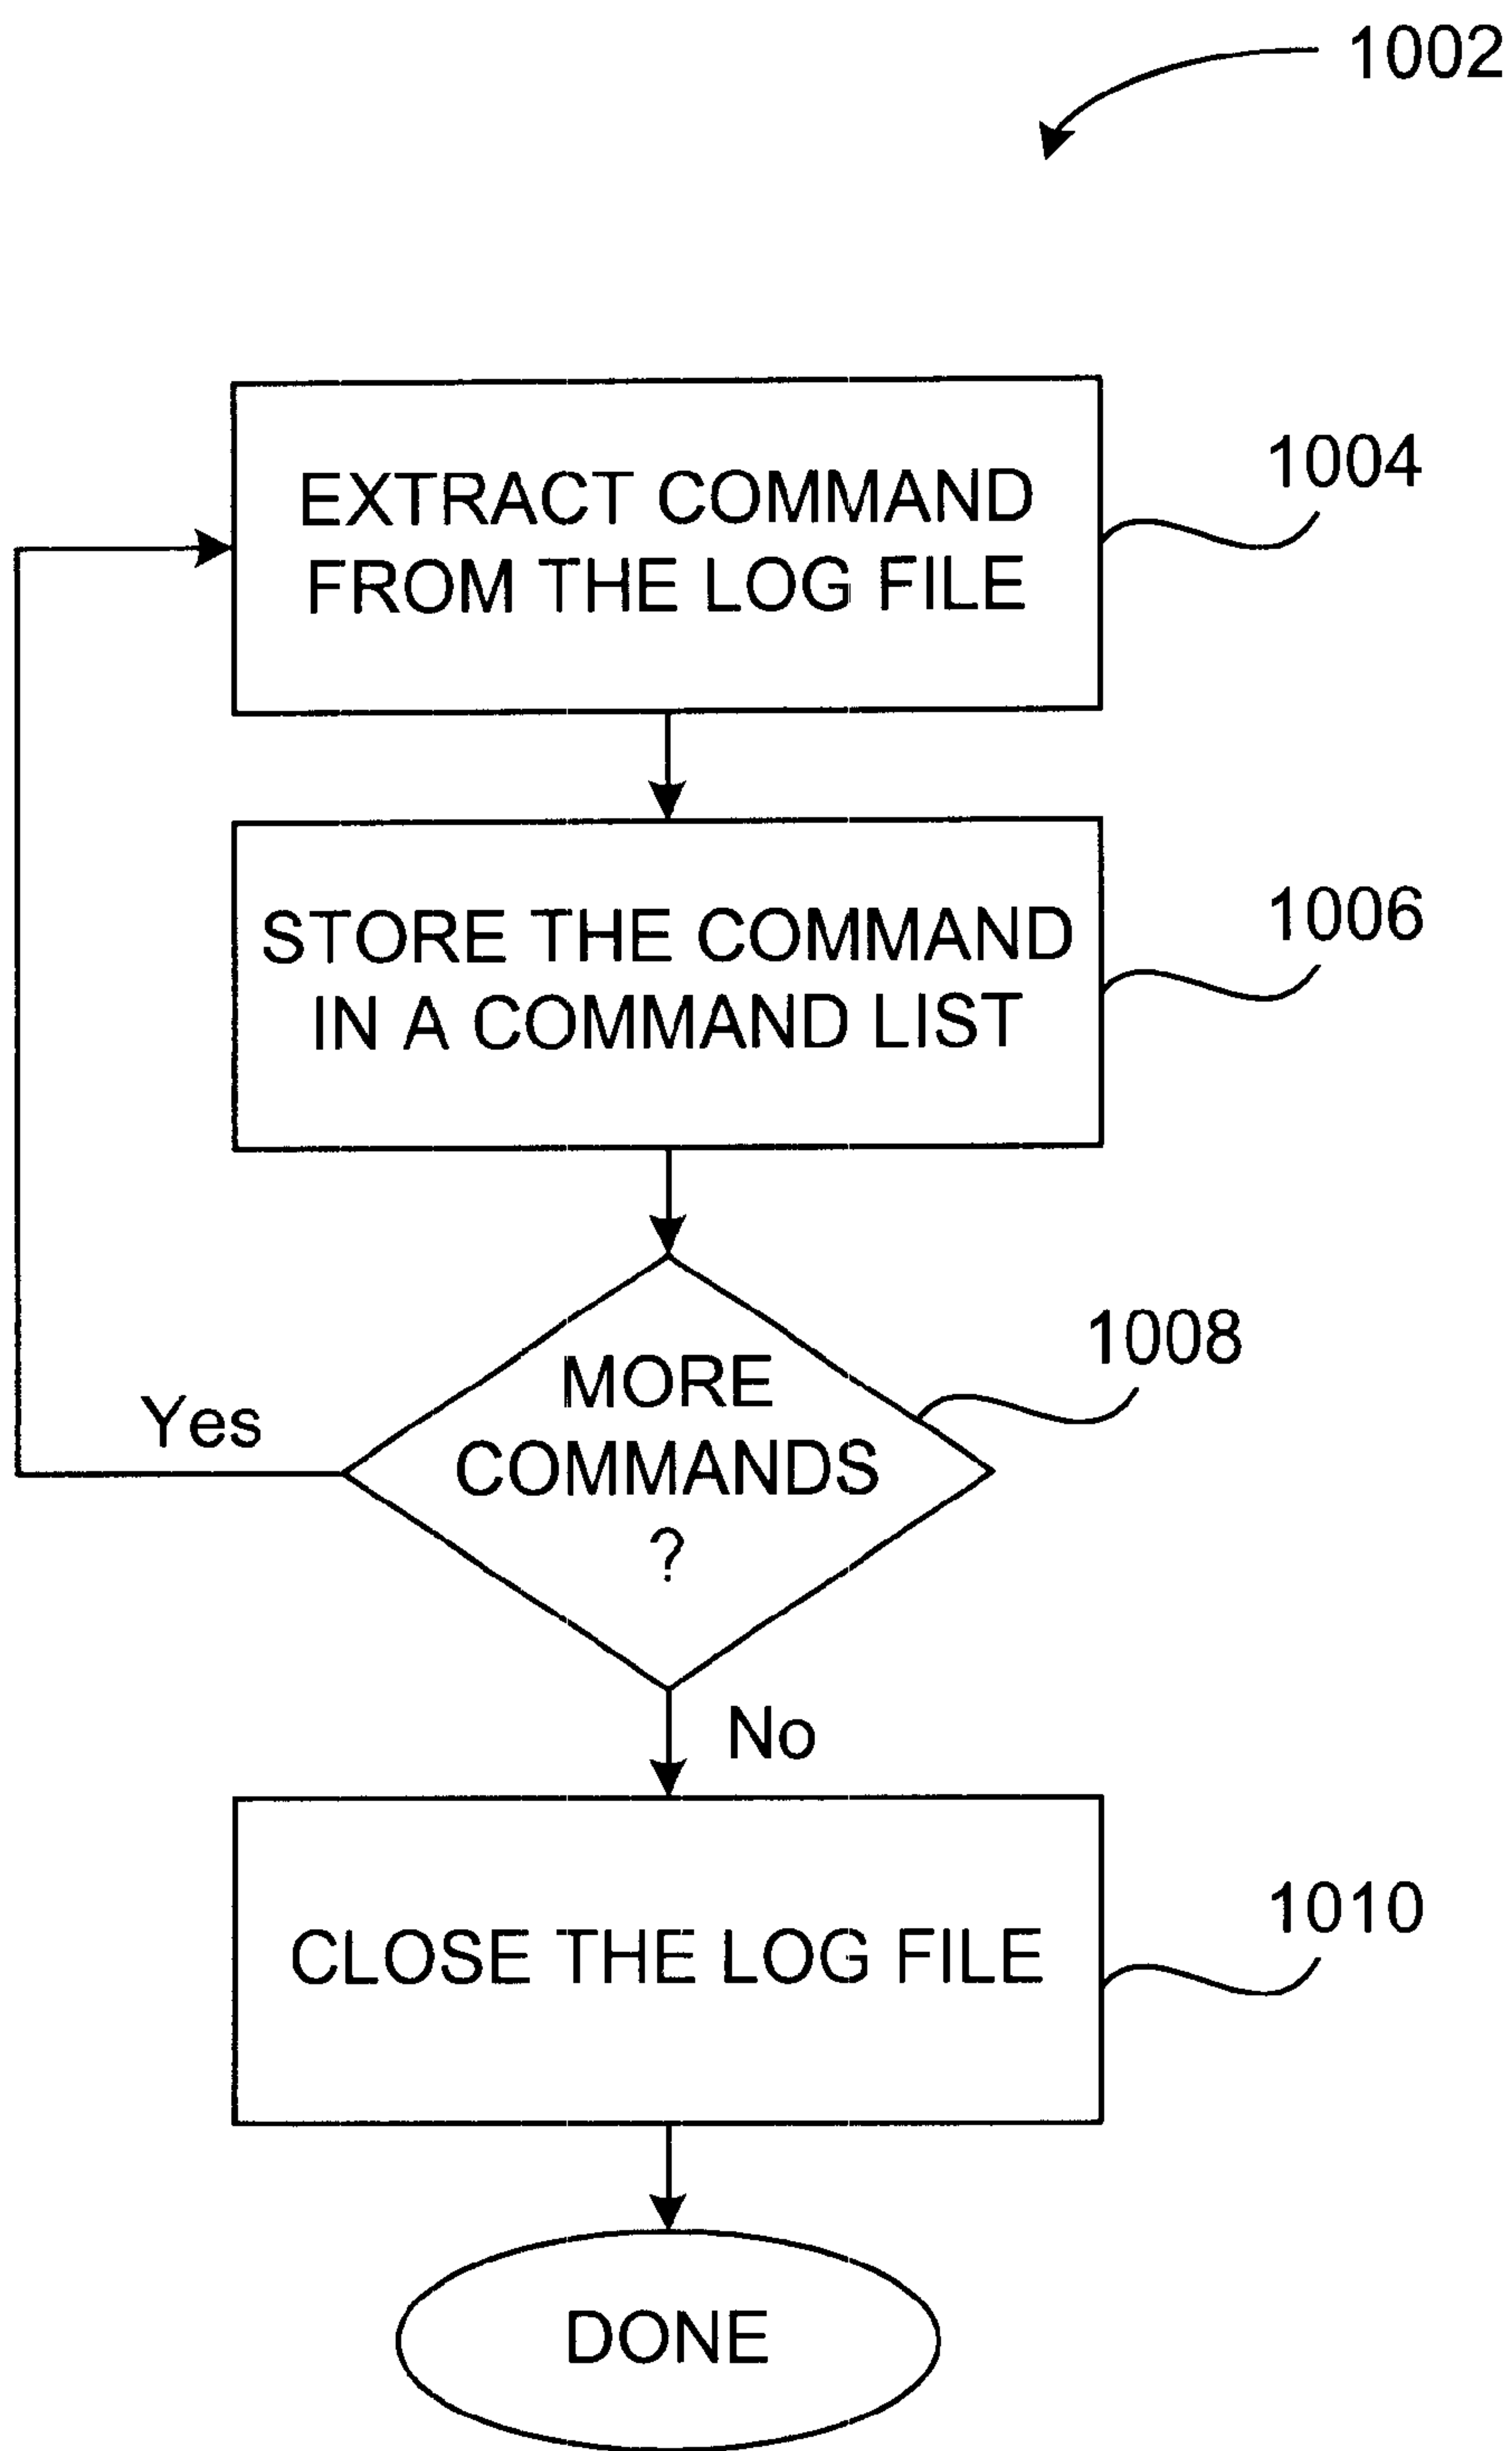 1002
EXTRACT COMMAND
FROM THE LOG FILE
1004
STORE THE COMMAND
IN A COMMAND LIST
1006
MORE
COMMANDS
?
1008
Yes
No
CLOSE THE LOG FILE
1010
DONE